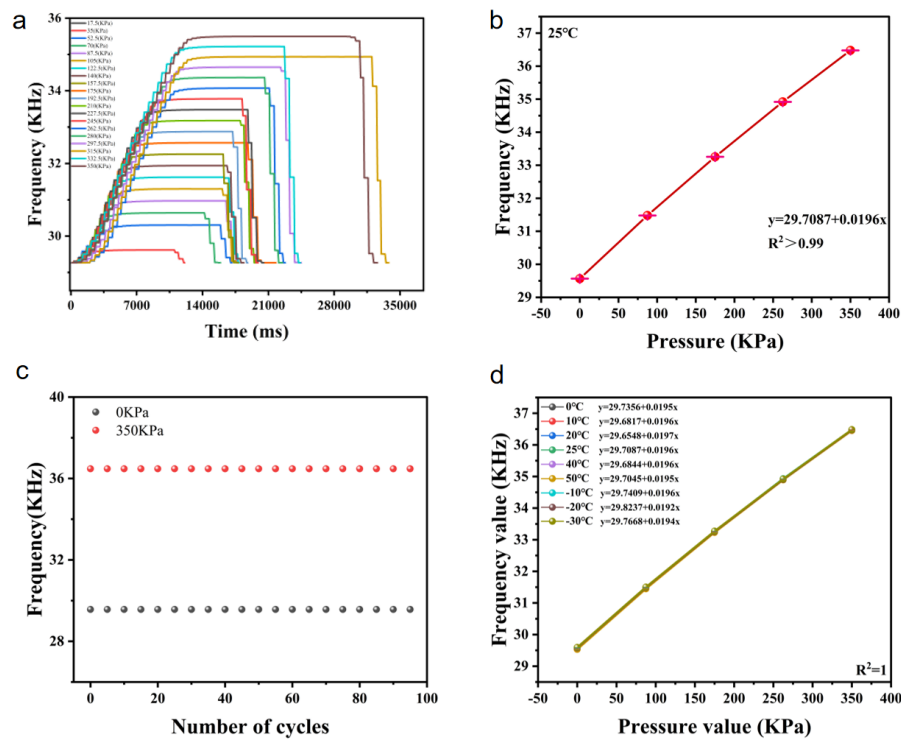 a
36
34
32
30
0
7000
14000
21000
28000
35000
Frequency (KHz)
Time (ms)
17.5(KPa)
35(KPa)
52.5(KPa)
70(KPa)
87.5(KPa)
105(KPa)
122.5(KPa)
140(KPa)
157.5(KPa)
175(KPa)
192.5(KPa)
210(KPa)
227.5(KPa)
245(KPa)
262.5(KPa)
280(KPa)
297.5(KPa)
315(KPa)
332.5(KPa)
350(KPa)
b
25℃
37
36
35
34
33
32
31
30
29
-50
0
50
100
150
200
250
300
350
400
Frequency (KHz)
Pressure (KPa)
y=29.7087+0.0196x
R²＞0.99
c
40
36
32
28
0
20
40
60
80
100
Frequency(KHz)
Number of cycles
0KPa
350KPa
d
37
36
35
34
33
32
31
30
29
-50
0
50
100
150
200
250
300
350
400
Frequency value (KHz)
Pressure value (KPa)
0℃ y=29.7356+0.0195x
10℃ y=29.6817+0.0196x
20℃ y=29.6548+0.0197x
25℃ y=29.7087+0.0196x
40℃ y=29.6844+0.0196x
50℃ y=29.7045+0.0195x
-10℃ y=29.7409+0.0196x
-20℃ y=29.8237+0.0192x
-30℃ y=29.7668+0.0194x
R²=1